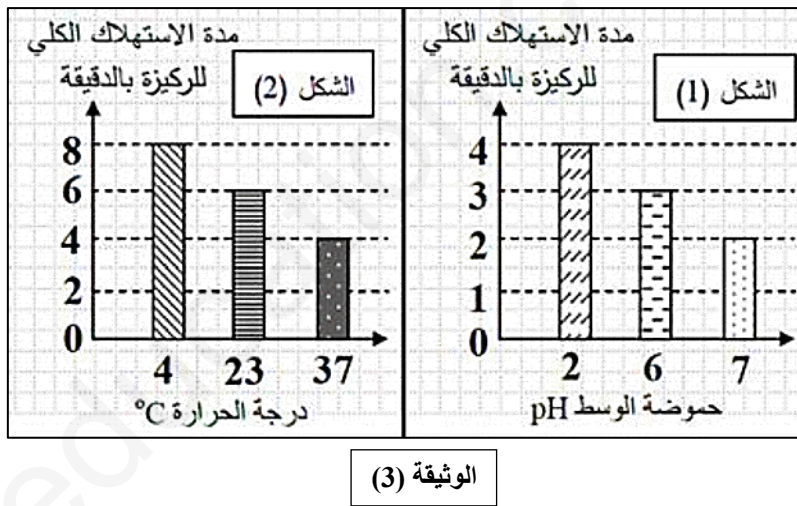 مدة الاستهلاك الكلي
للركيزة بالدقيقة
الشكل (1)
4
3
2
1
0
2 6 7
حموضة الوسط pH
مدة الاستهلاك الكلي
للركيزة بالدقيقة
الشكل (2)
8
6
4
2
0
4 23 37
درجة الحرارة °C
الوثيقة (3)